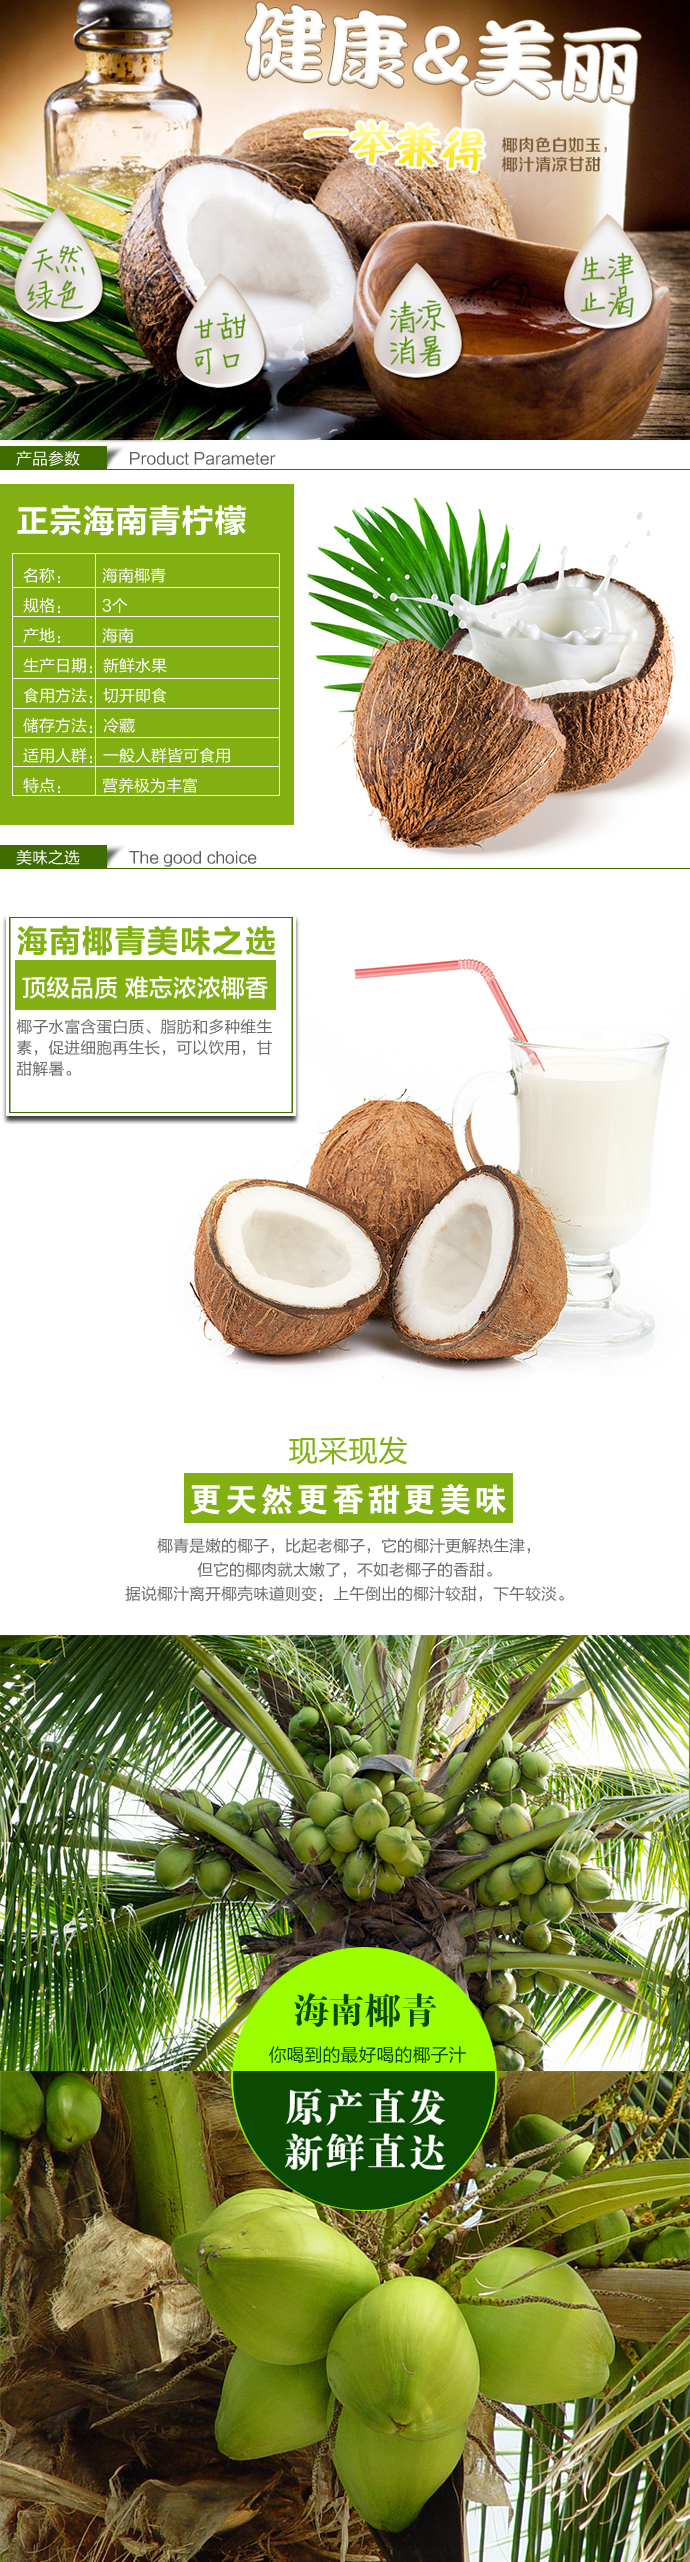 健康&美丽
一举兼得
椰肉色白如玉，
椰汁清凉甘甜
天然
绿色
甘甜
可口
清凉
消暑
生津
止渴
产品参数 Product Parameter
正宗海南青柠檬
名称： 海南椰青
规格： 3个
产地： 海南
生产日期： 新鲜水果
食用方法： 切开即食
储存方法： 冷藏
适用人群： 一般人群皆可食用
特点： 营养极为丰富
美味之选 The good choice
海南椰青美味之选
顶级品质 难忘浓浓椰香
椰子水富含蛋白质、脂肪和多种维生
素，促进细胞再生长，可以饮用，甘
甜解暑。
现采现发
更天然更香甜更美味
椰青是嫩的椰子，比起老椰子，它的椰汁更解热生津，
但它的椰肉就太嫩了，不如老椰子的香甜。
据说椰汁离开椰壳味道则变：上午倒出的椰汁较甜，下午较淡。
海南椰青
你喝到的最好喝的椰子汁
原产直发
新鲜直达